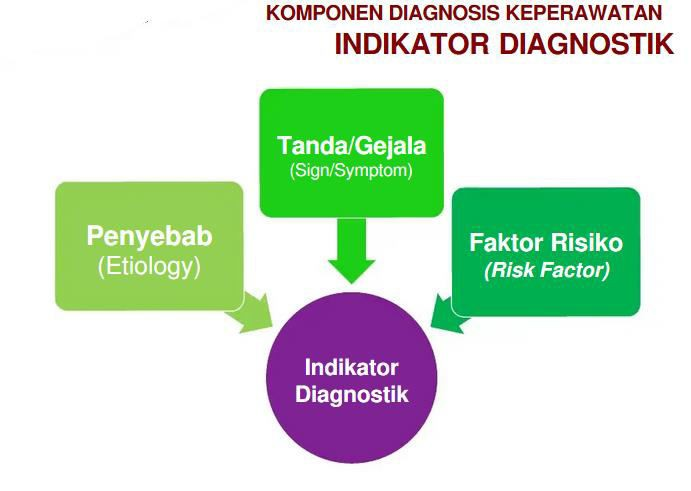 KOMPONEN DIAGNOSIS KEPERAWATAN
INDIKATOR DIAGNOSTIK
Tanda/Gejala
(Sign/Symptom)
Penyebab
(Etiology)
Faktor Risiko
(Risk Factor)
Indikator
Diagnostik